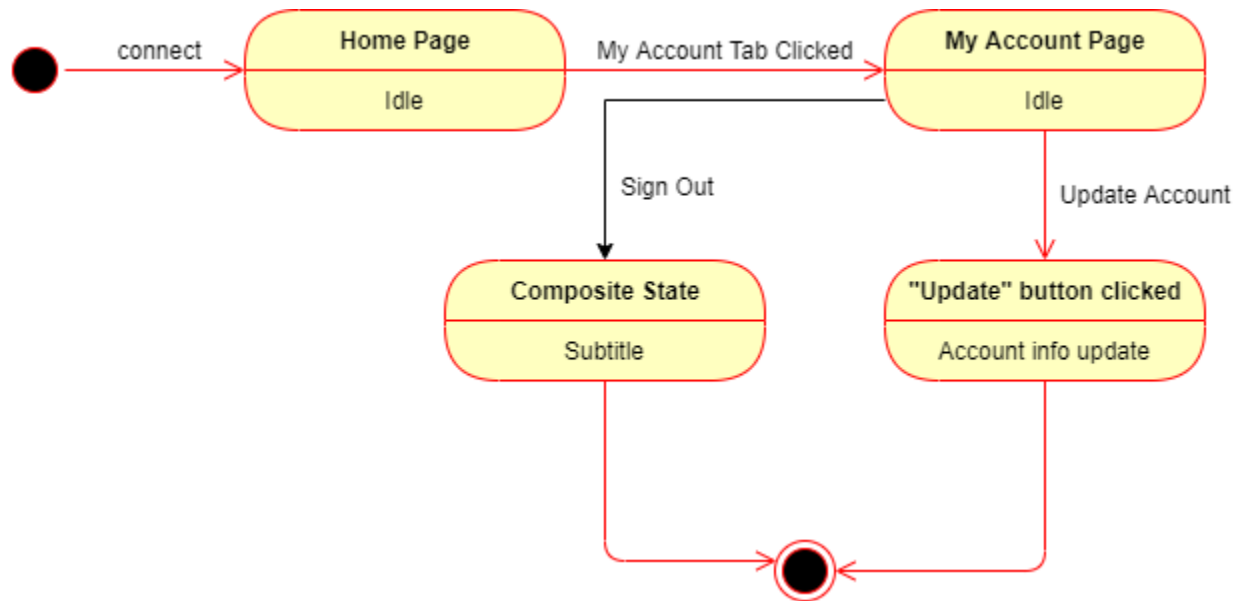 connect
Home Page
Idle
My Account Tab Clicked
My Account Page
Idle
Sign Out
Update Account
Composite State
Subtitle
"Update" button clicked
Account info update